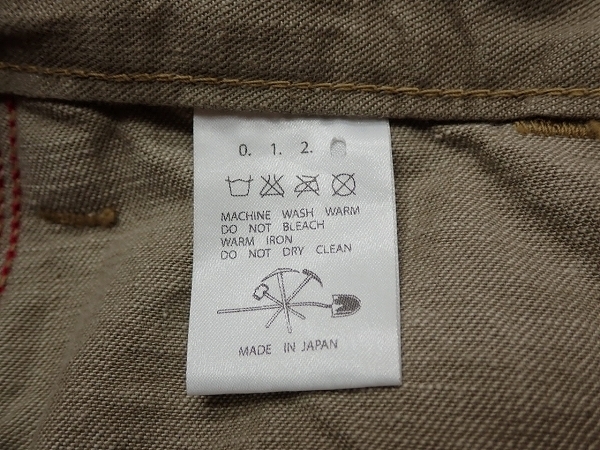 0. 1. 2.
MACHINE WASH WARM
DO NOT BLEACH
WARM IRON
DO NOT DRY CLEAN
MADE IN JAPAN